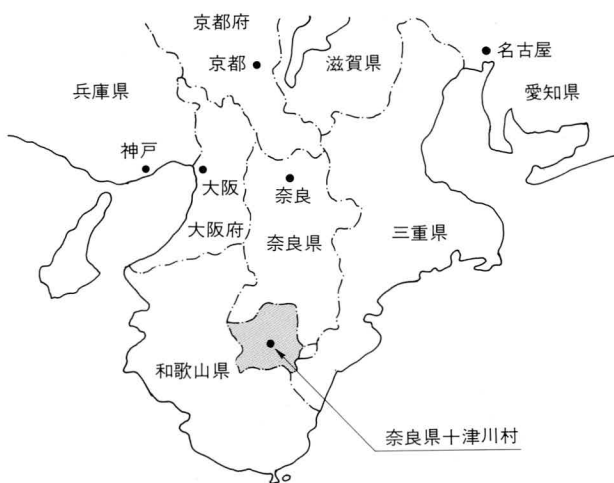 京都府
京都
滋賀県
名古屋
兵庫県
愛知県
神戸
大阪
奈良
大阪府
奈良県
三重県
和歌山県
奈良県十津川村